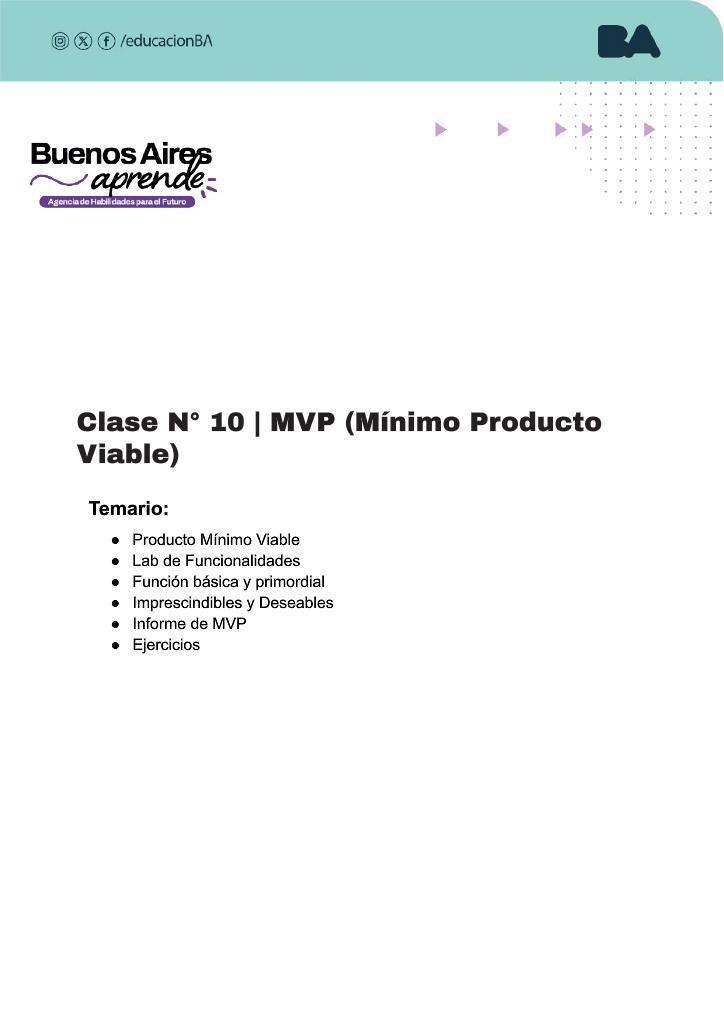 /educacionBA
BA
Buenos Aires
aprende
Agencia de Habilidades para el Futuro
Clase N° 10 | MVP (Mínimo Producto
Viable)
Temario:
● Producto Mínimo Viable
● Lab de Funcionalidades
● Función básica y primordial
● Imprescindibles y Deseables
● Informe de MVP
● Ejercicios